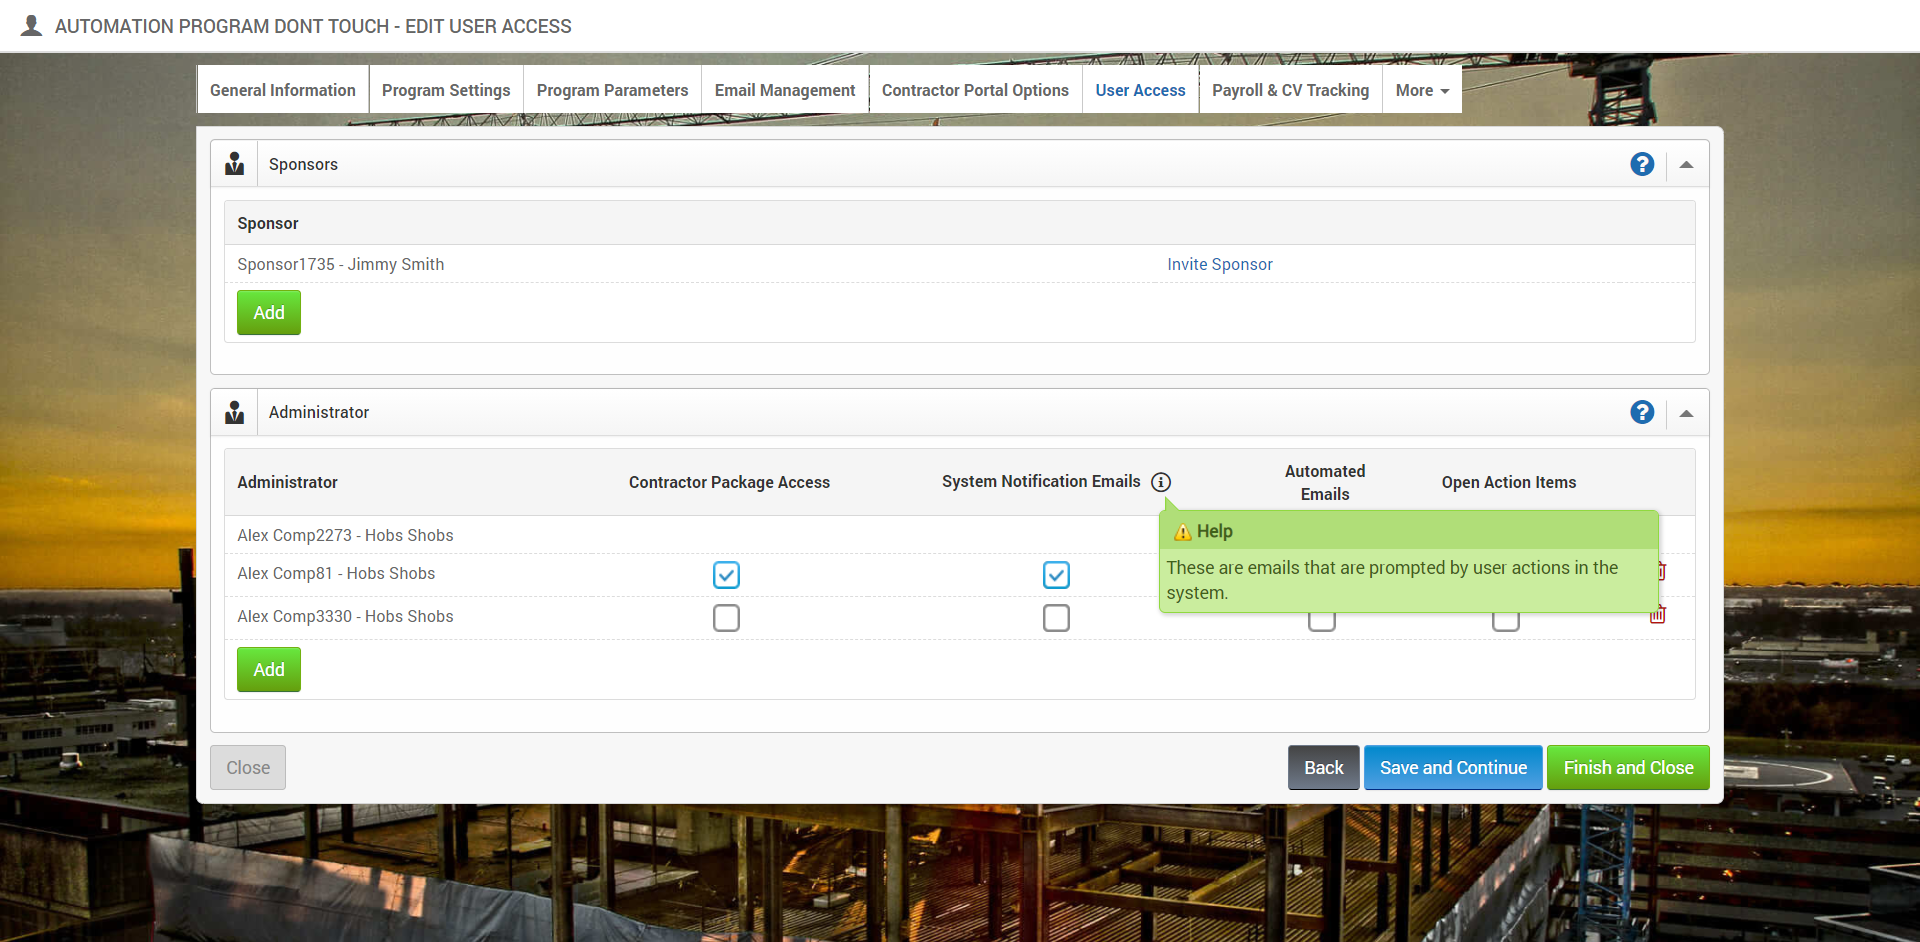 AUTOMATION PROGRAM DONT TOUCH - EDIT USER ACCESS
General Information
Program Settings
Program Parameters
Email Management
Contractor Portal Options
User Access
Payroll & CV Tracking
More
Sponsors
?
Sponsor
Sponsor1735 - Jimmy Smith
Invite Sponsor
Add
Administrator
?
Administrator
Contractor Package Access
System Notification Emails
Automated
Emails
Open Action Items
Alex Comp2273 - Hobs Shobs
Help
These are emails that are prompted by user actions in the
system.
Alex Comp81 - Hobs Shobs
Alex Comp3330 - Hobs Shobs
Add
Close
Back
Save and Continue
Finish and Close